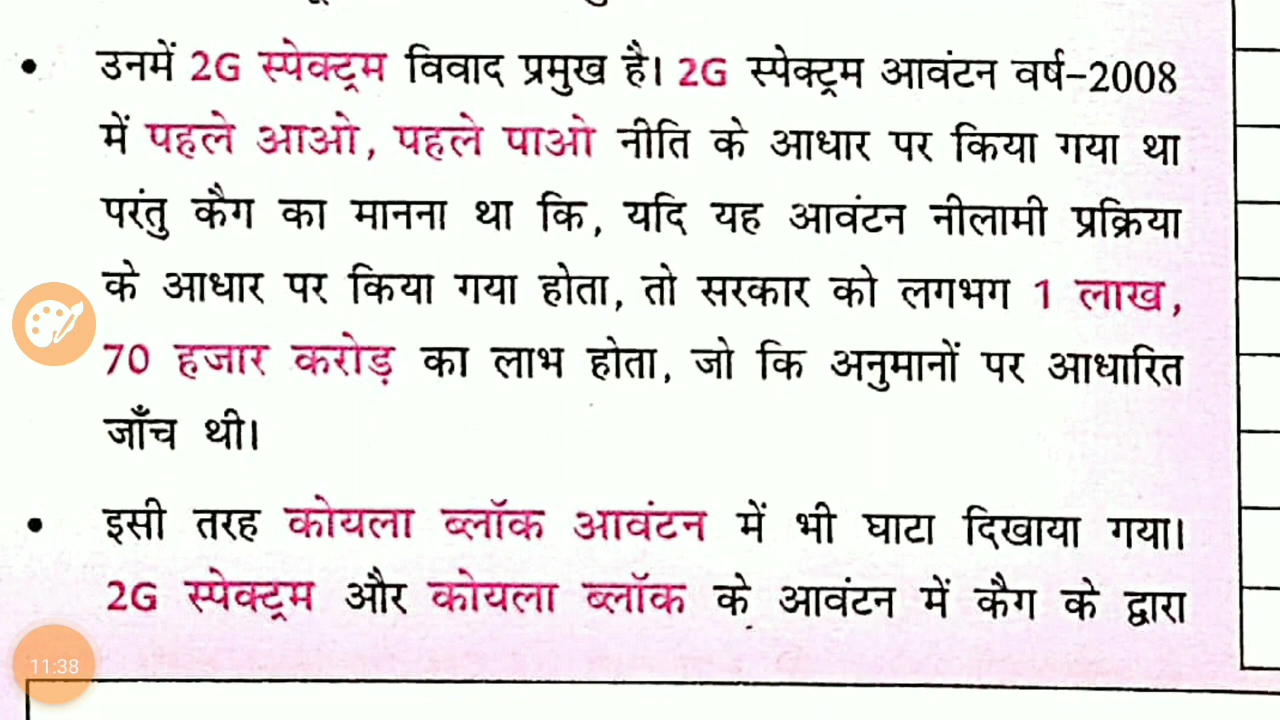 • उनमें 2G स्पेक्ट्रम विवाद प्रमुख है। 2G स्पेक्ट्रम आवंटन वर्ष-2008
में पहले आओ, पहले पाओ नीति के आधार पर किया गया था
परंतु कैग का मानना था कि, यदि यह आवंटन नीलामी प्रक्रिया
के आधार पर किया गया होता, तो सरकार को लगभग 1 लाख,
70 हजार करोड़ का लाभ होता, जो कि अनुमानों पर आधारित
जाँच थी।
• इसी तरह कोयला ब्लॉक आवंटन में भी घाटा दिखाया गया।
2G स्पेक्ट्रम और कोयला ब्लॉक के आवंटन में कैग के द्वारा
11:38